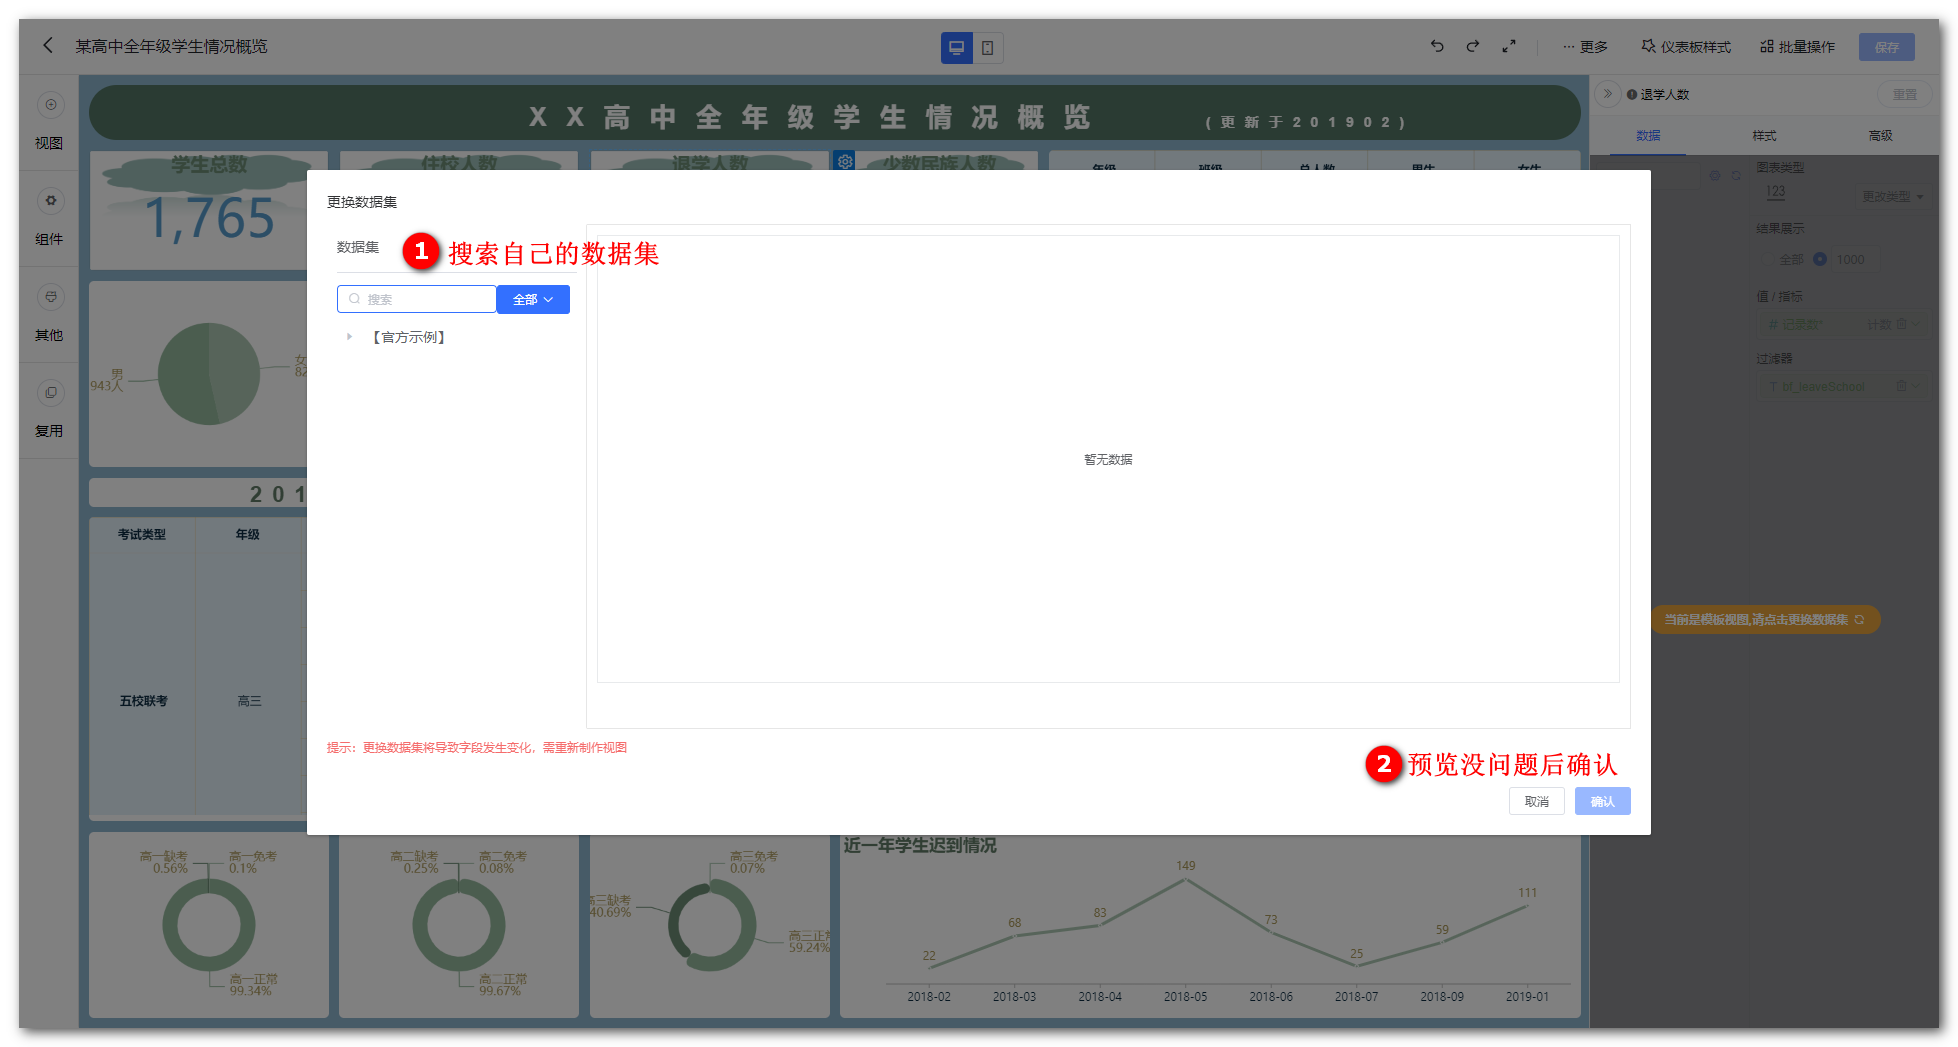 某高中全年级学生情况概览
更多
仪表板样式
批量操作
保存
视图
组件
其他
复用
XX高中全年级学生情况概览
(更新于201902)
退学人数
重置
数据
样式
高级
学生总数
1,765
住校人数
退学人数
少数民族人数
年级
班级
总人数
男生
女生
图表类型
123
更改类型
结果展示
全部
1000
值 / 指标
# 记录数*
计数
过滤器
T bf_leaveSchool
当前是模板视图,请点击更换数据集
更换数据集
数据集
1 搜索自己的数据集
搜索
全部
【官方示例】
暂无数据
提示：更换数据集将导致字段发生变化，需重新制作视图
2 预览没问题后确认
取消
确认
男
943人
女
82
201
考试类型
年级
五校联考
高三
高一缺考
0.56%
高一免考
0.1%
高一正常
99.34%
高二缺考
0.25%
高二免考
0.08%
高二正常
99.67%
高三免考
0.07%
高三缺考
40.69%
高三正常
59.24%
近一年学生迟到情况
22
68
83
149
73
25
59
111
2018-02
2018-03
2018-04
2018-05
2018-06
2018-07
2018-09
2019-01